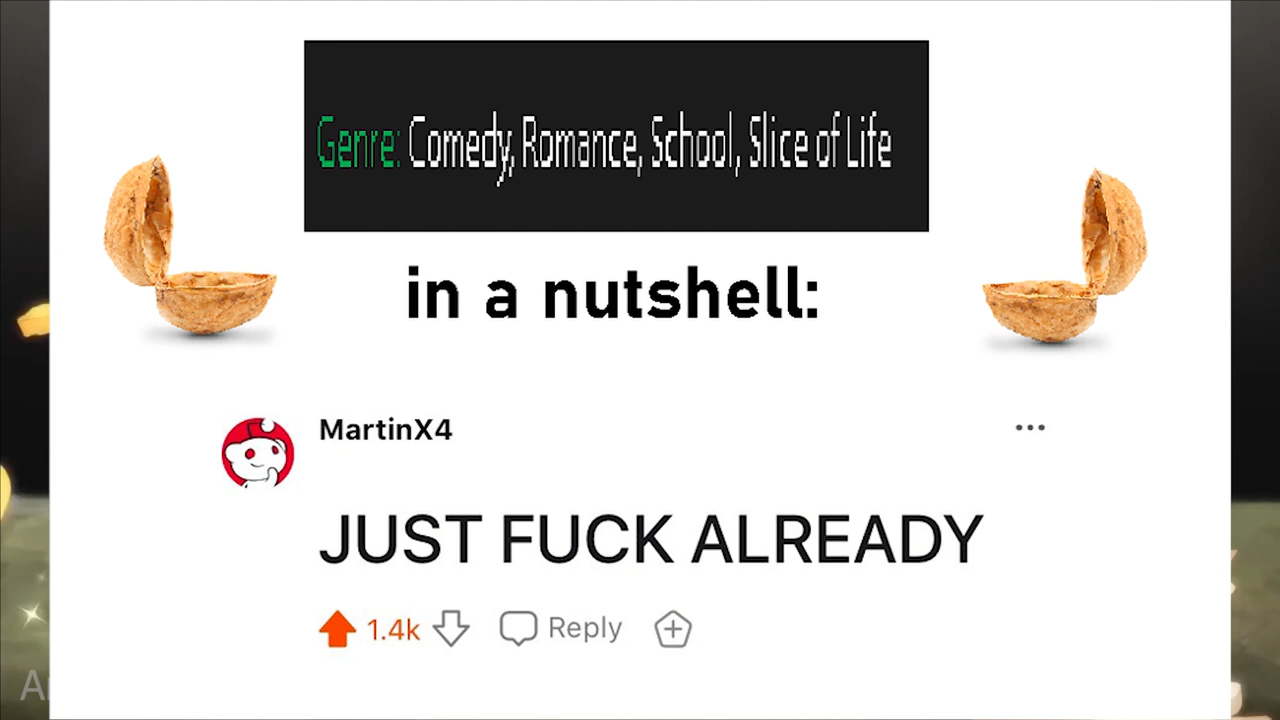 Genre: Comedy, Romance, School, Slice of Life
in a nutshell:
MartinX4
JUST FUCK ALREADY
1.4k Reply